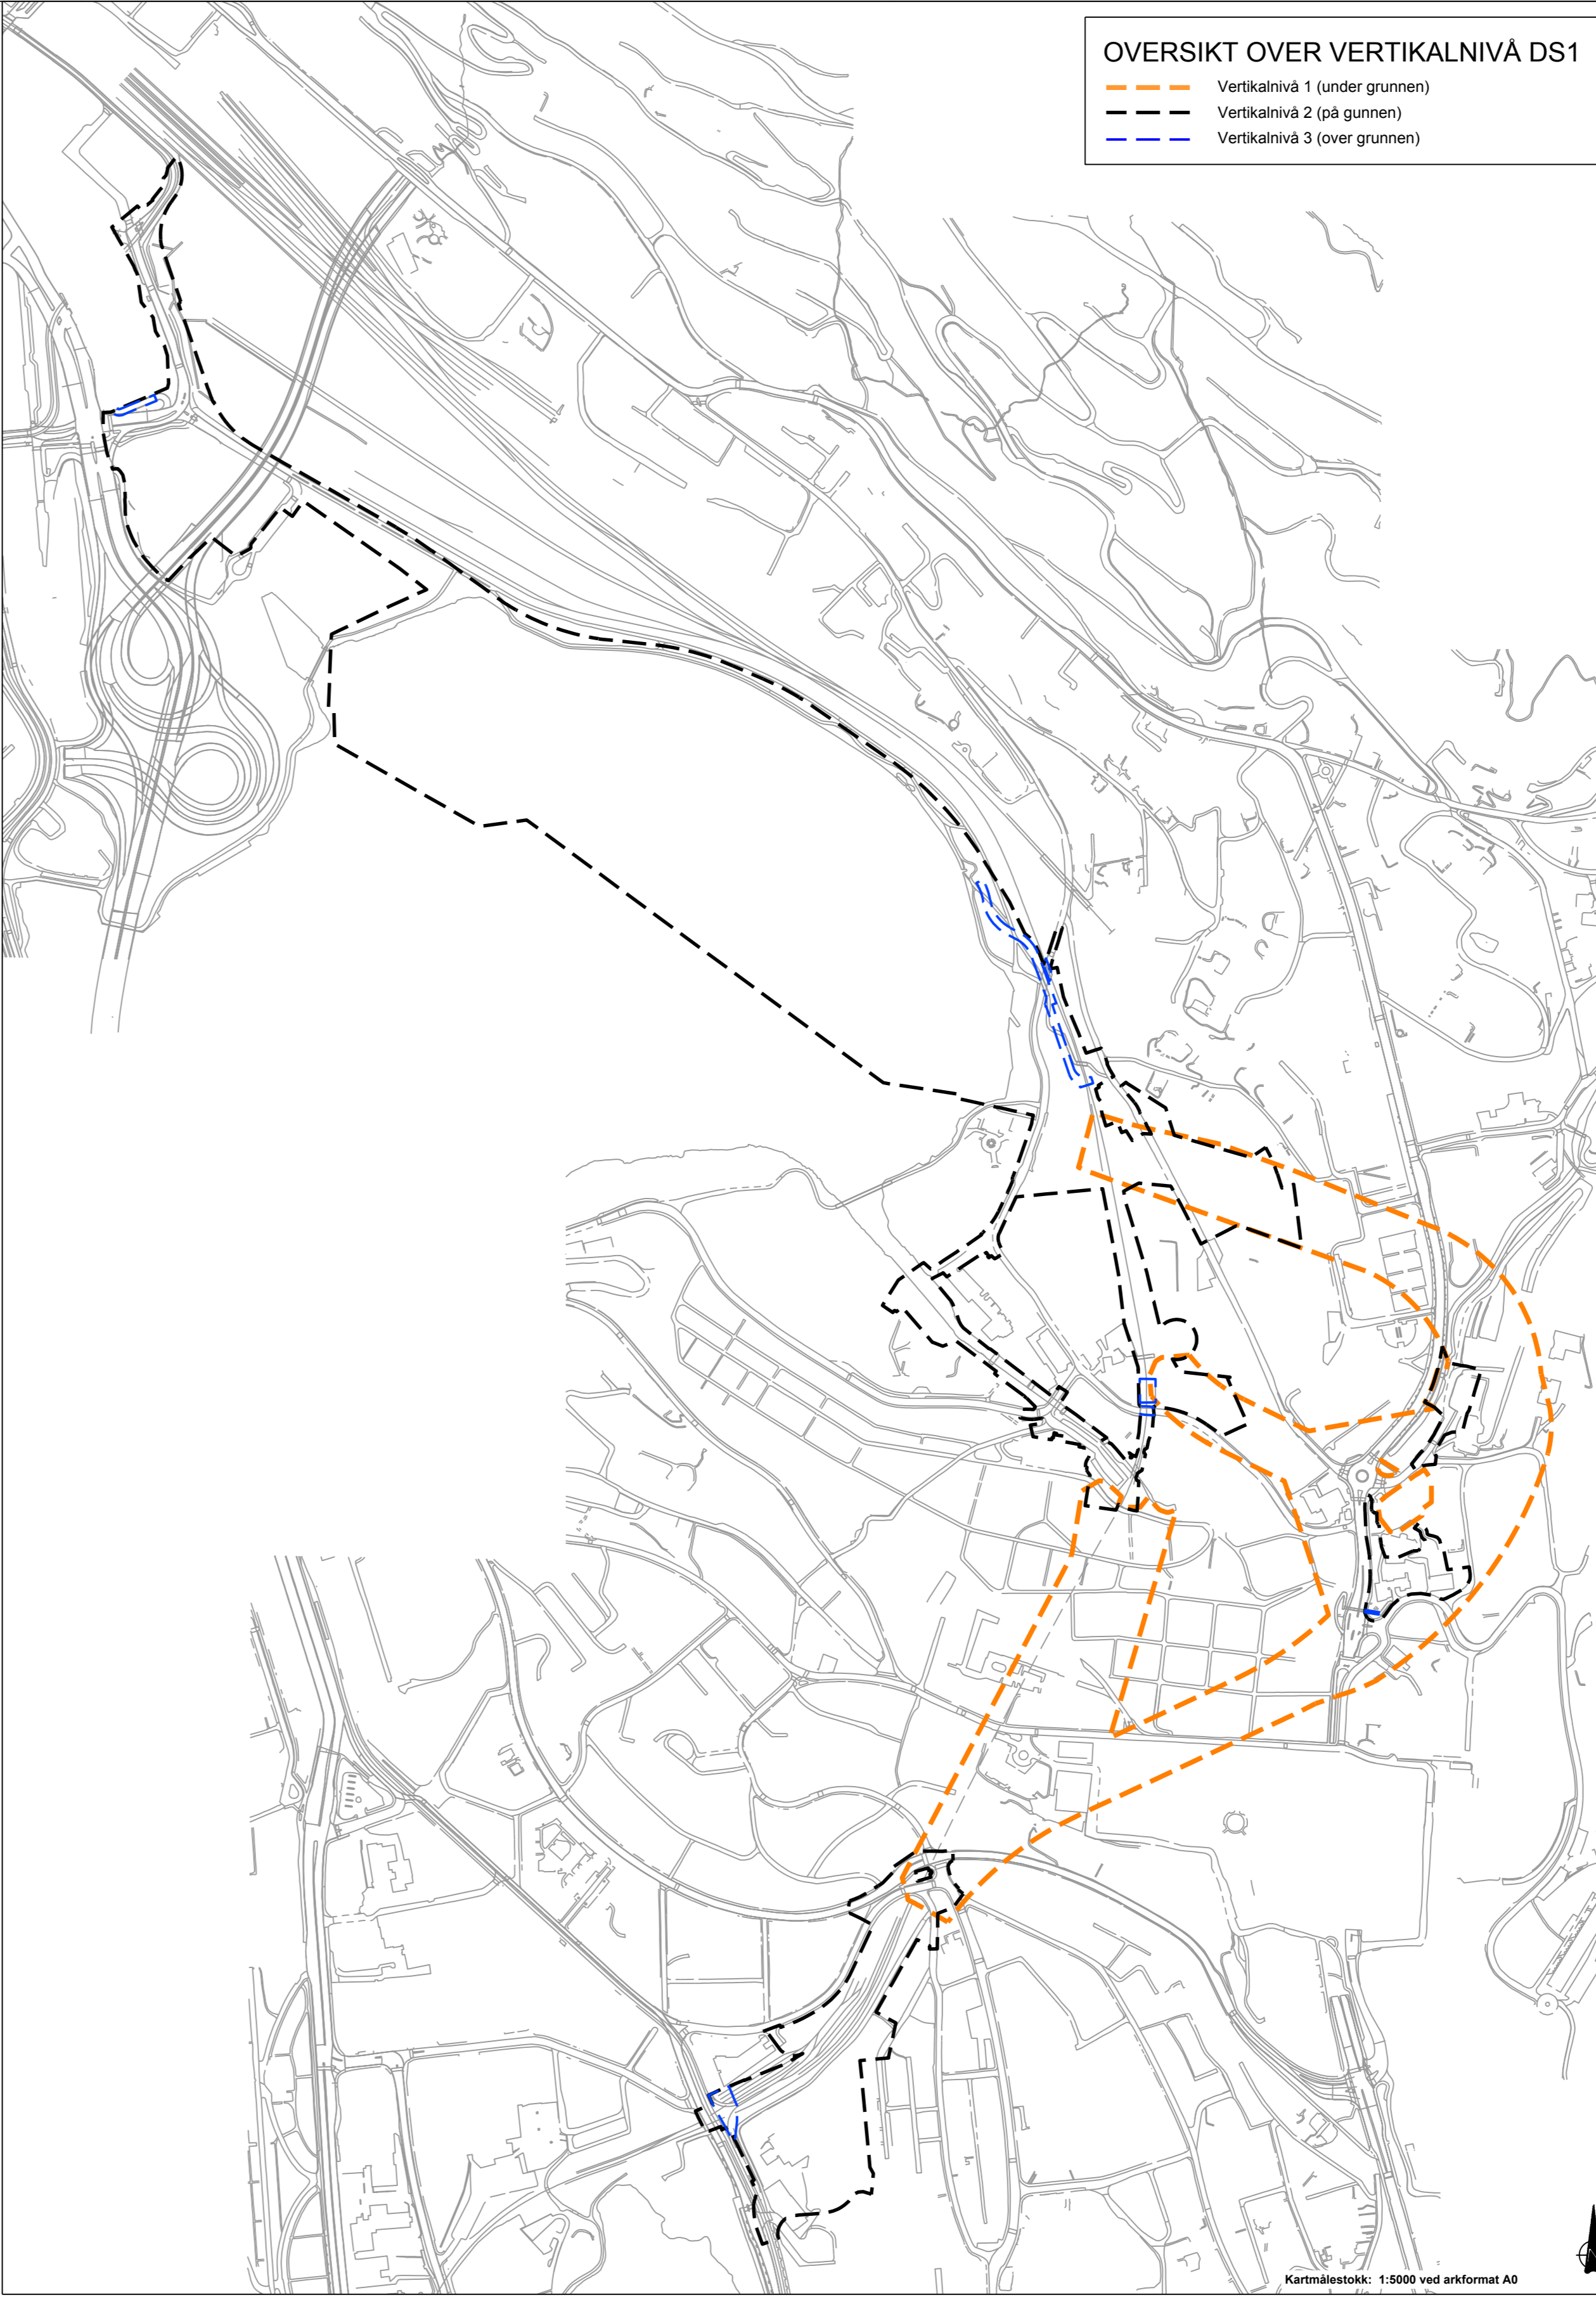 OVERSIKT OVER VERTIKALNIVÅ DS1
Vertikalnivå 1 (under grunnen)
Vertikalnivå 2 (på gunnen)
Vertikalnivå 3 (over grunnen)
Kartmålestokk: 1:5000 ved arkformat A0